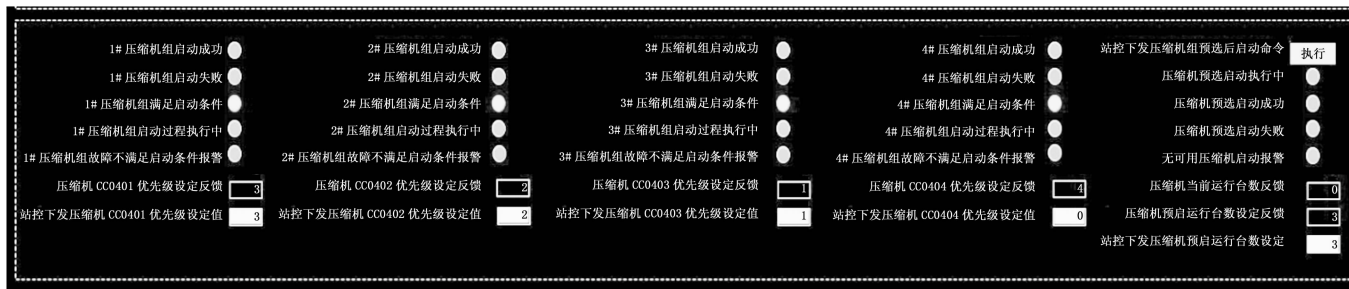 1# 压缩机组启动成功
1# 压缩机组启动失败
1# 压缩机组满足启动条件
1# 压缩机组启动过程执行中
1# 压缩机组故障不满足启动条件报警
压缩机 CC0401 优先级设定反馈 3
站控下发压缩机 CC0401 优先级设定值 3
2# 压缩机组启动成功
2# 压缩机组启动失败
2# 压缩机组满足启动条件
2# 压缩机组启动过程执行中
2# 压缩机组故障不满足启动条件报警
压缩机 CC0402 优先级设定反馈 2
站控下发压缩机 CC0402 优先级设定值 2
3# 压缩机组启动成功
3# 压缩机组启动失败
3# 压缩机组满足启动条件
3# 压缩机组启动过程执行中
3# 压缩机组故障不满足启动条件报警
压缩机 CC0403 优先级设定反馈 1
站控下发压缩机 CC0403 优先级设定值 1
4# 压缩机组启动成功
4# 压缩机组启动失败
4# 压缩机组满足启动条件
4# 压缩机组启动过程执行中
4# 压缩机组故障不满足启动条件报警
压缩机 CC0404 优先级设定反馈 4
站控下发压缩机 CC0404 优先级设定值 0
站控下发压缩机组预选后启动命令 执行
压缩机预选启动执行中
压缩机预选启动成功
压缩机预选启动失败
无可用压缩机启动报警
压缩机当前运行台数反馈 0
压缩机预启运行台数设定反馈 3
站控下发压缩机预启运行台数设定 3